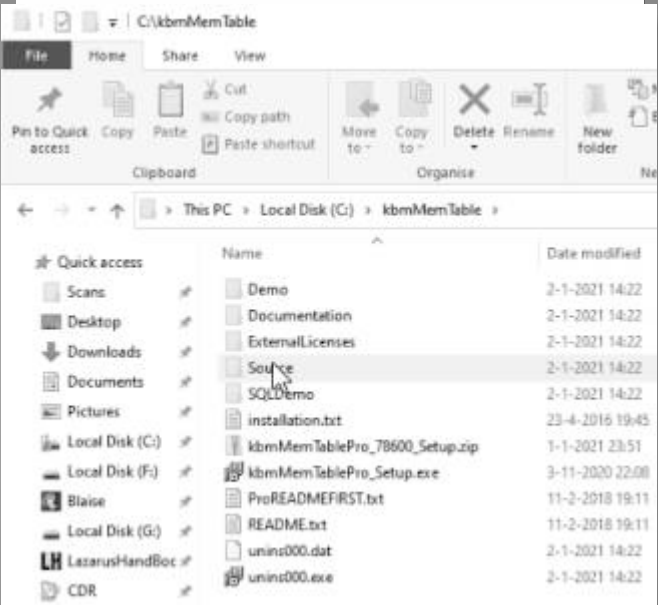 C:\kbmMemTable
File Home Share View
Pin to Quick access
Copy
Paste
Cut
Copy path
Paste shortcut
Move to
Copy to
Delete
Rename
New folder
Clipboard
Organise
Ne
This PC > Local Disk (C:) > kbmMemTable >
Quick access
Scans
Desktop
Downloads
Documents
Pictures
Local Disk (C:)
Local Disk (F:)
Blaise
Local Disk (G:)
LazarusHandBoc
CDR
Name Date modified
Demo 2-1-2021 14:22
Documentation 2-1-2021 14:22
ExternalLicenses 2-1-2021 14:22
Source 2-1-2021 14:22
SQLDemo 2-1-2021 14:22
installation.txt 23-4-2016 19:45
kbmMemTablePro_78600_Setup.zip 1-1-2021 23:51
kbmMemTablePro_Setup.exe 3-11-2020 22:08
ProREADMEFIRST.txt 11-2-2018 19:11
README.txt 11-2-2018 19:11
unins000.dat 2-1-2021 14:22
unins000.exe 2-1-2021 14:22